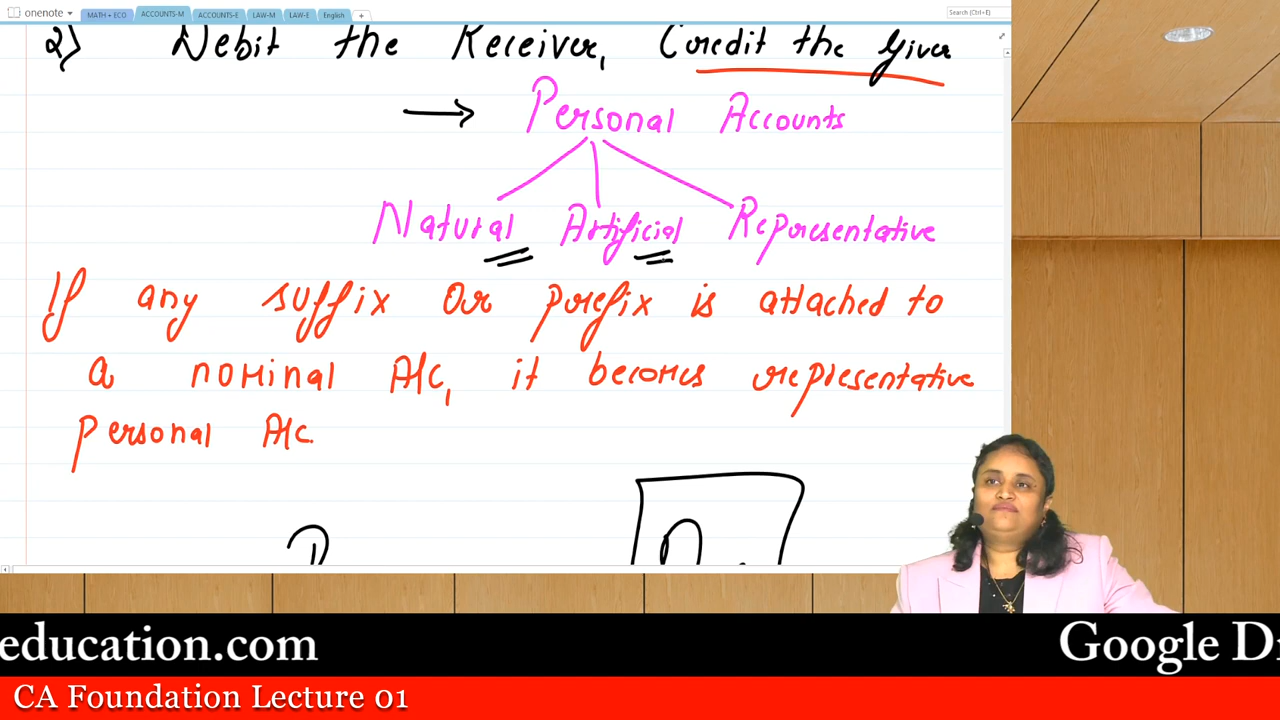 onenote
MATH + ECO
ACCOUNTS-M
ACCOUNTS-E
LAW-M
LAW-E
English
Search (Ctrl+E)
2) Debit the Receiver, Credit the Giver
→ Personal Accounts
Natural Artificial Representative
If any suffix Or prefix is attached to
a nominal A/C, it becomes representative
personal A/c.
education.com
Google D
CA Foundation Lecture 01